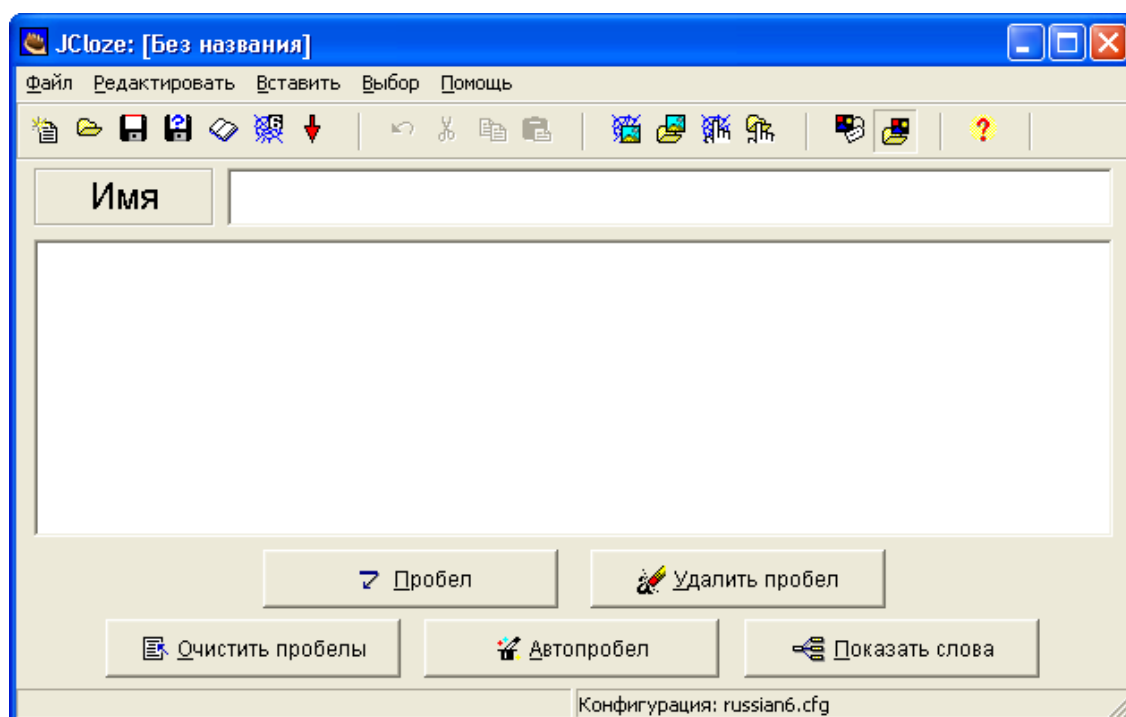 JCloze: [Без названия]
Файл Редактировать Вставить Выбор Помощь
Имя
Пробел Удалить пробел
Очистить пробелы Автопробел Показать слова
Конфигурация: russian6.cfg